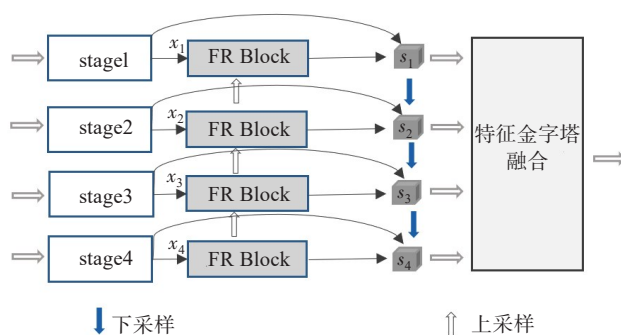 stage1
x1
FR Block
s1
stage2
x2
FR Block
s2
stage3
x3
FR Block
s3
stage4
x4
FR Block
s4
特征金字塔
融合
下采样
上采样